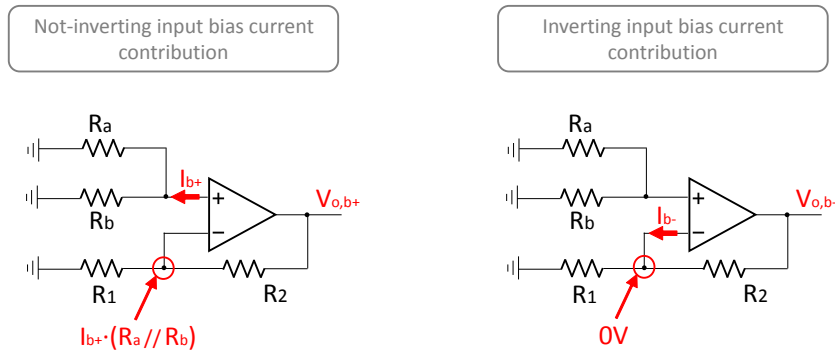 Not-inverting input bias current
contribution
Inverting input bias current
contribution
Ra
Rb
Ib+
+
−
Vo,b+
R1
R2
Ib+·(Ra// Rb)
Ra
Rb
Ib-
+
−
Vo,b-
R1
R2
0V